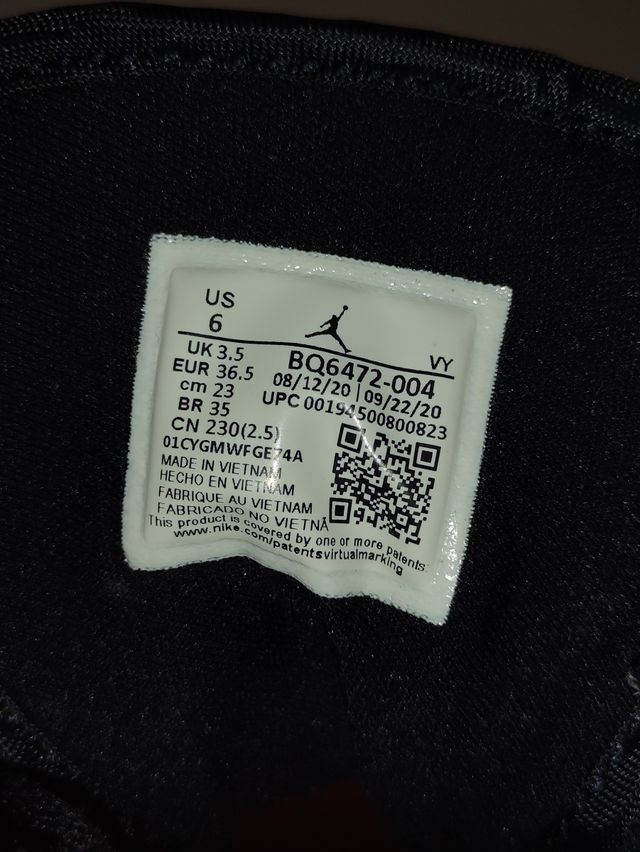 US
6
VY
UK 3.5
EUR 36.5
cm 23
BR 35
CN 230(2.5)
BQ6472-004
08/12/20 | 09/22/20
UPC 00194500800823
01CYGMWFGE74A
MADE IN VIETNAM
HECHO EN VIETNAM
FABRIQUE AU VIETNAM
FABRICADO NO VIETNÃ
This product is covered by one or more patents
www.nike.com/patentsvirtualmarking